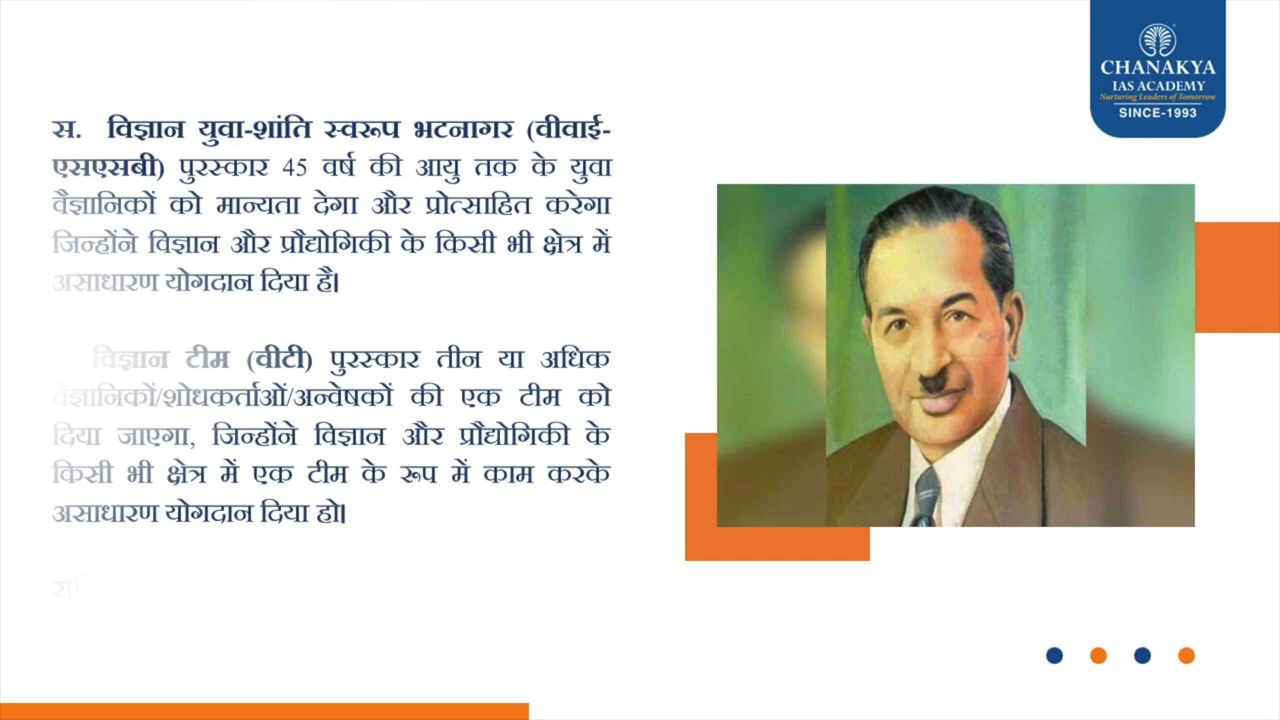 स. विज्ञान युवा-शांति स्वरूप भटनागर (वीवाई-
एसएसबी) पुरस्कार 45 वर्ष की आयु तक के युवा
वैज्ञानिकों को मान्यता देगा और प्रोत्साहित करेगा
जिन्होंने विज्ञान और प्रौद्योगिकी के किसी भी क्षेत्र में
असाधारण योगदान दिया है।
विज्ञान टीम (वीटी) पुरस्कार तीन या अधिक
वैज्ञानिकों/शोधकर्ताओं/अन्वेषकों की एक टीम को
दिया जाएगा, जिन्होंने विज्ञान और प्रौद्योगिकी के
किसी भी क्षेत्र में एक टीम के रूप में काम करके
असाधारण योगदान दिया हो।
CHANAKYA
IAS ACADEMY
Nurturing Leaders of Tomorrow
SINCE-1993